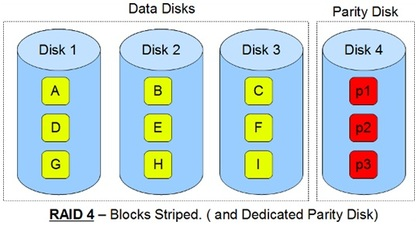 Data Disks
Parity Disk
Disk 1
Disk 2
Disk 3
Disk 4
A
B
C
p1
D
E
F
p2
G
H
I
p3
RAID 4 – Blocks Striped. ( and Dedicated Parity Disk)